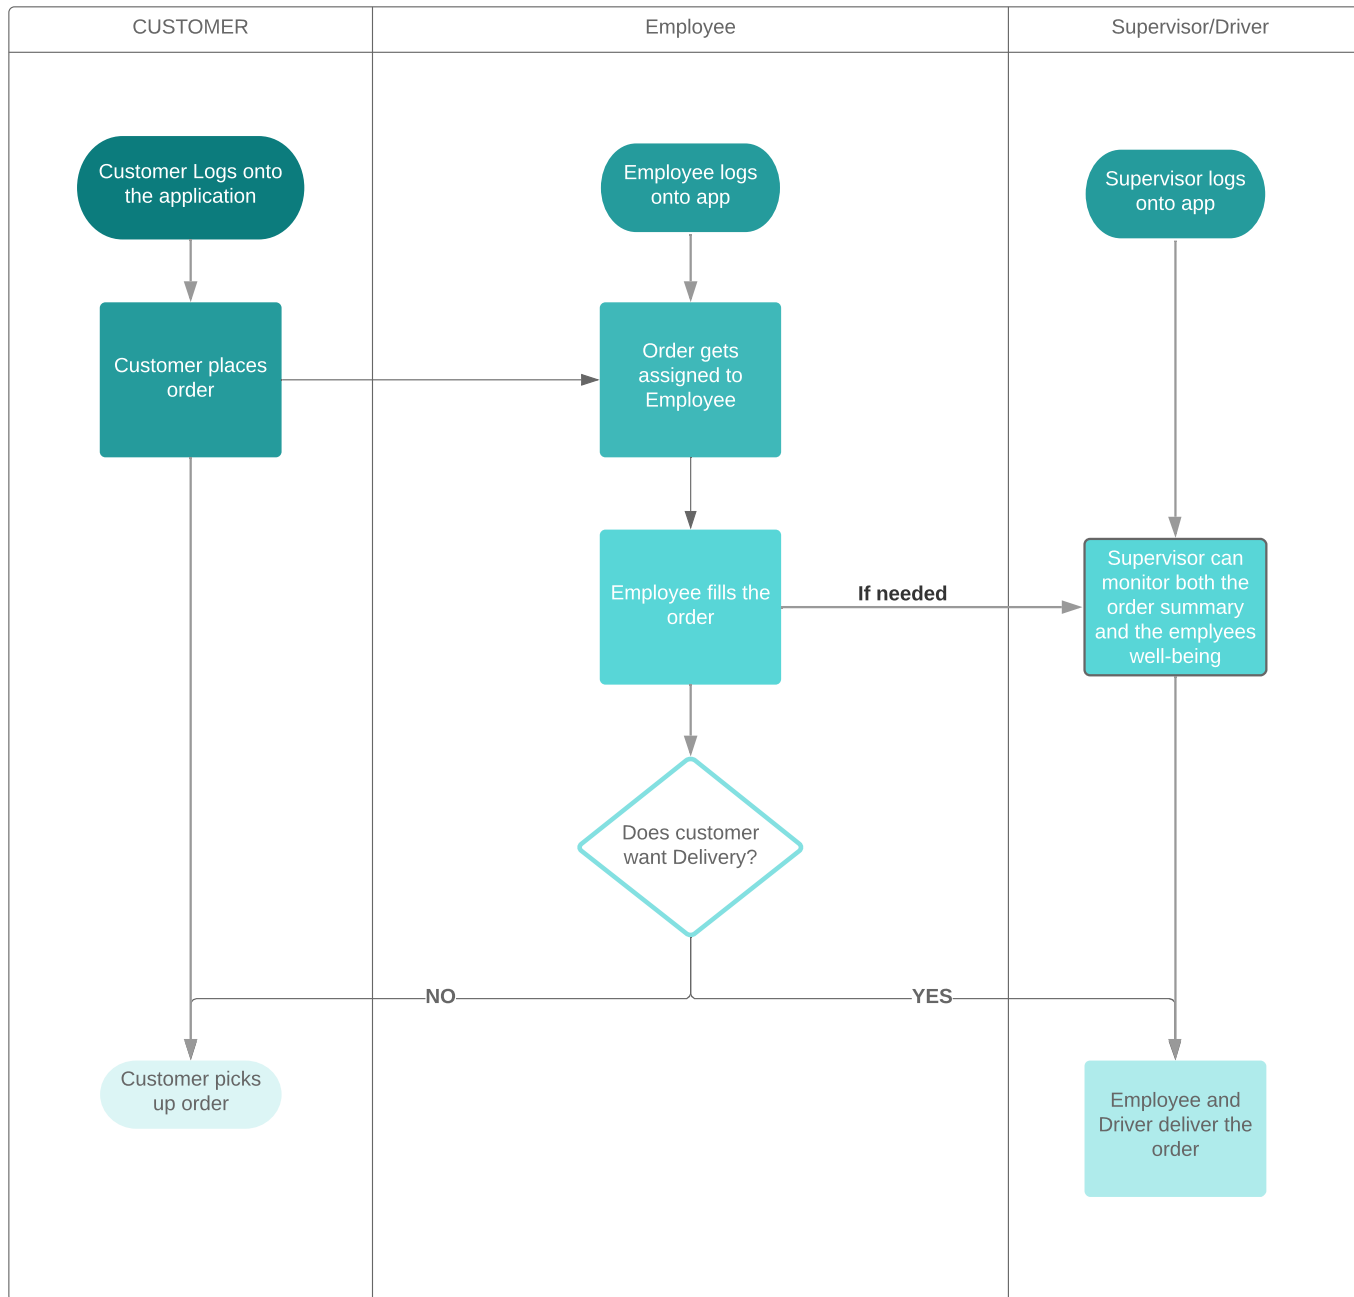 CUSTOMER
Employee
Supervisor/Driver
Customer Logs onto
the application
Employee logs
onto app
Supervisor logs
onto app
Customer places
order
Order gets
assigned to
Employee
Employee fills the
order
If needed
Supervisor can
monitor both the
order summary
and the emplyees
well-being
Does customer
want Delivery?
NO
YES
Customer picks
up order
Employee and
Driver deliver the
order